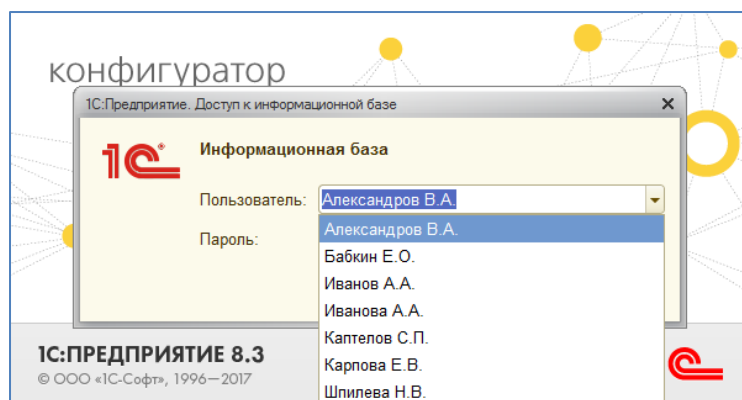 конфигуратор
1С:Предприятие. Доступ к информационной базе
1С
Информационная база
Пользователь: Александров В.А.
Пароль:
Александров В.А.
Бабкин Е.О.
Иванов А.А.
Иванова А.А.
Каптелов С.П.
Карпова Е.В.
Шпилева Н.В.
1С:ПРЕДПРИЯТИЕ 8.3
© ООО «1С-Софт», 1996—2017